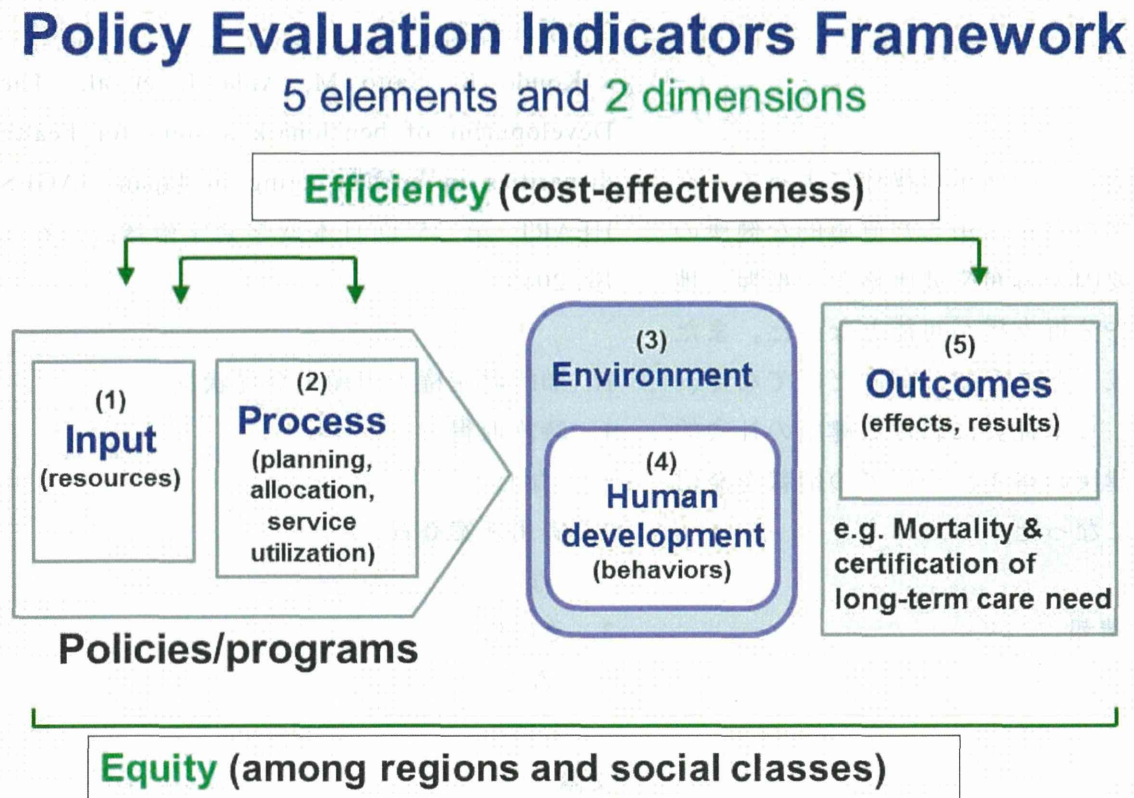 Policy Evaluation Indicators Framework
5 elements and 2 dimensions
Efficiency (cost-effectiveness)
(1)
Input
(resources)
(2)
Process
(planning,
allocation,
service
utilization)
Policies/programs
(3)
Environment
(4)
Human
development
(behaviors)
(5)
Outcomes
(effects, results)
e.g. Mortality &
certification of
long-term care need
Equity (among regions and social classes)